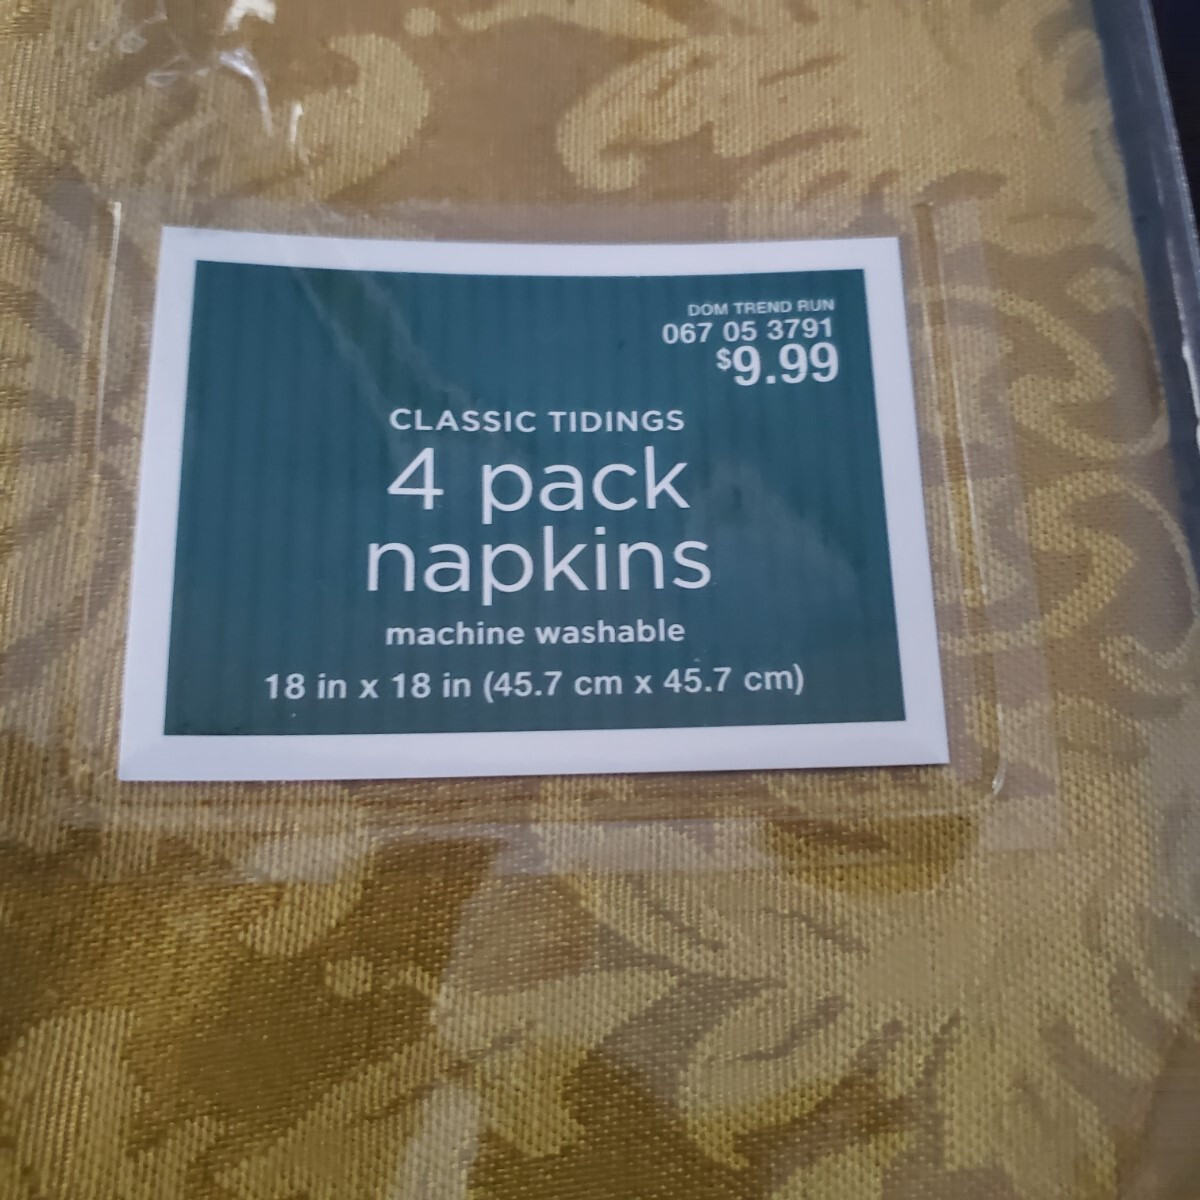 DOM TREND RUN
067 05 3791
$9.99
CLASSIC TIDINGS
4 pack
napkins
machine washable
18 in x 18 in (45.7 cm x 45.7 cm)